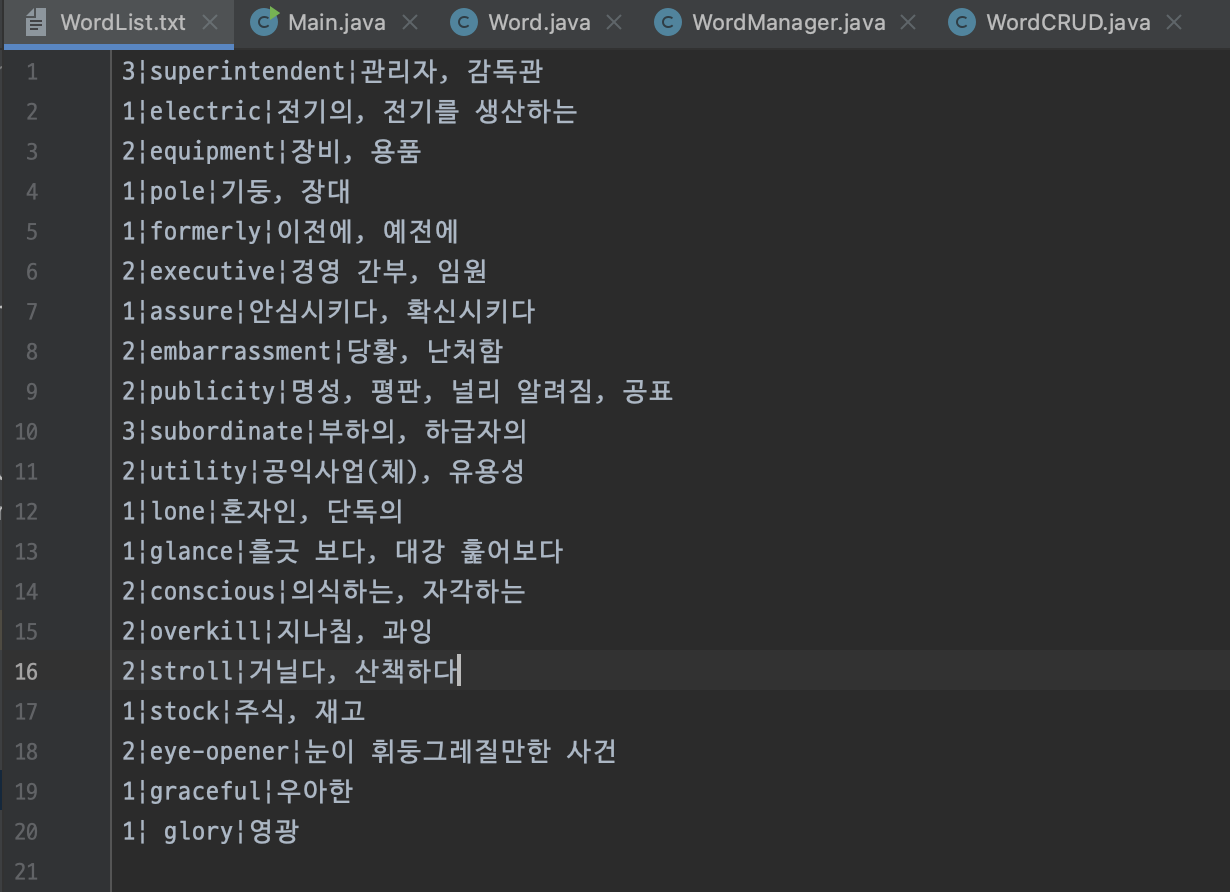 WordList.txt Main.java Word.java WordManager.java WordCRUD.java
1 3¦superintendent¦관리자, 감독관
2 1¦electric¦전기의, 전기를 생산하는
3 2¦equipment¦장비, 용품
4 1¦pole¦기둥, 장대
5 1¦formerly¦이전에, 예전에
6 2¦executive¦경영 간부, 임원
7 1¦assure¦안심시키다, 확신시키다
8 2¦embarrassment¦당황, 난처함
9 2¦publicity¦명성, 평판, 널리 알려짐, 공표
10 3¦subordinate¦부하의, 하급자의
11 2¦utility¦공익사업(체), 유용성
12 1¦lone¦혼자인, 단독의
13 1¦glance¦흘긋 보다, 대강 훑어보다
14 2¦conscious¦의식하는, 자각하는
15 2¦overkill¦지나침, 과잉
16 2¦stroll¦거닐다, 산책하다
17 1¦stock¦주식, 재고
18 2¦eye-opener¦눈이 휘둥그레질만한 사건
19 1¦graceful¦우아한
20 1¦ glory¦영광
21